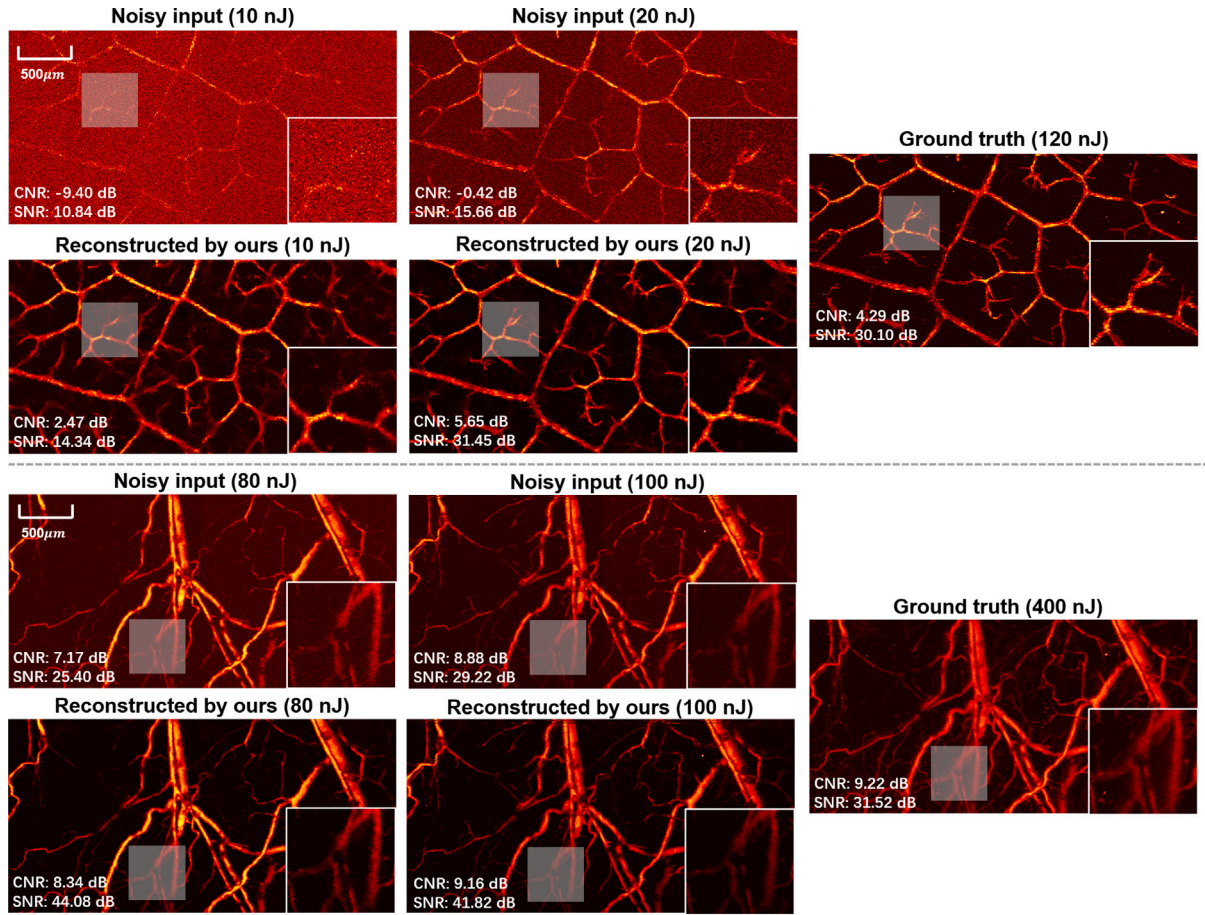 Noisy input (10 nJ)
500μm
CNR: -9.40 dB
SNR: 10.84 dB
Noisy input (20 nJ)
CNR: -0.42 dB
SNR: 15.66 dB
Reconstructed by ours (10 nJ)
CNR: 2.47 dB
SNR: 14.34 dB
Reconstructed by ours (20 nJ)
CNR: 5.65 dB
SNR: 31.45 dB
Ground truth (120 nJ)
CNR: 4.29 dB
SNR: 30.10 dB
Noisy input (80 nJ)
500μm
CNR: 7.17 dB
SNR: 25.40 dB
Noisy input (100 nJ)
CNR: 8.88 dB
SNR: 29.22 dB
Reconstructed by ours (80 nJ)
CNR: 8.34 dB
SNR: 44.08 dB
Reconstructed by ours (100 nJ)
CNR: 9.16 dB
SNR: 41.82 dB
Ground truth (400 nJ)
CNR: 9.22 dB
SNR: 31.52 dB